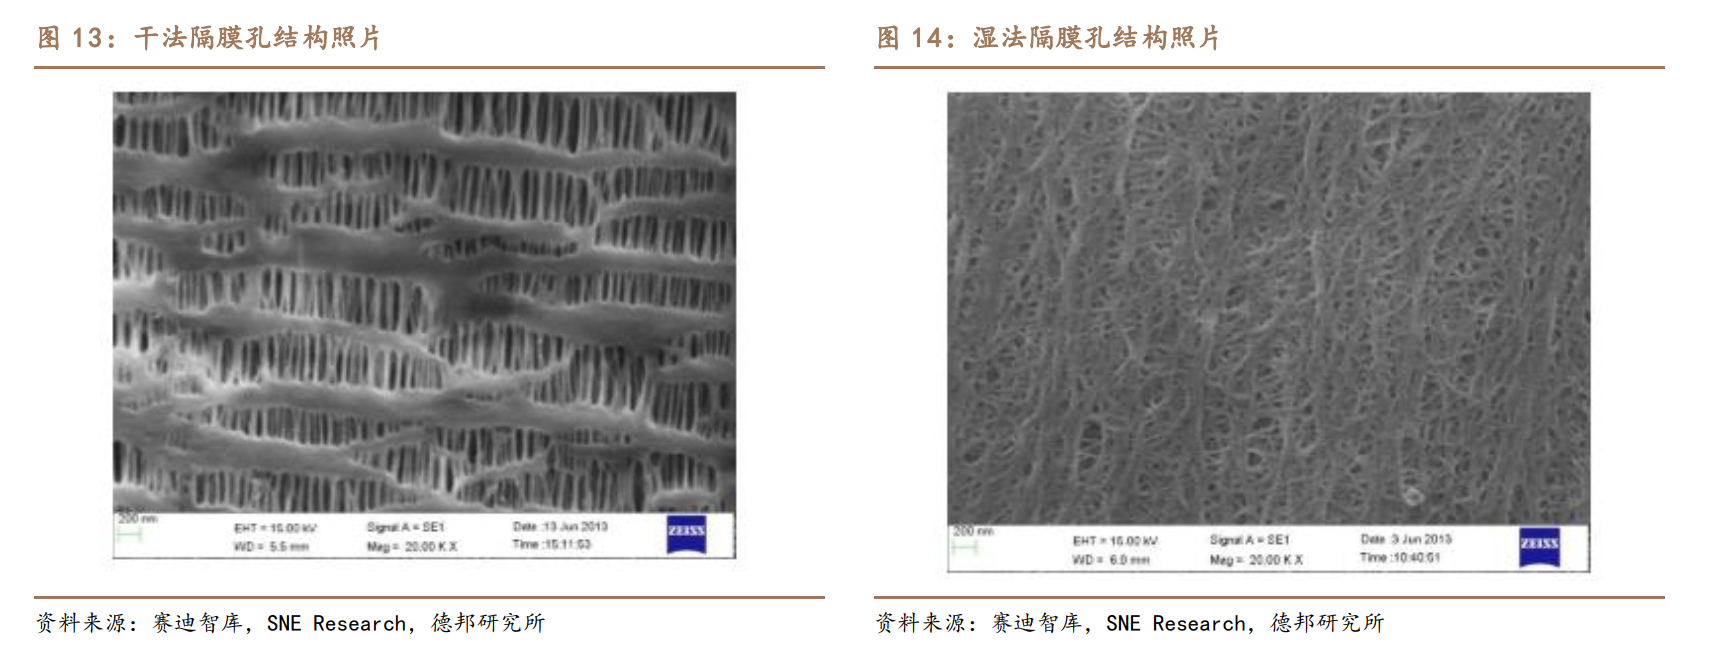 图 13：干法隔膜孔结构照片
200 nm
EHT = 15.00 kV
Signal A = SE1
Date :13 Jun 2013
ZEISS
WD = 5.5 mm
Mag = 20.00 K X
Time :15:11:53
资料来源：赛迪智库，SNE Research，德邦研究所
图 14：湿法隔膜孔结构照片
200 nm
EHT = 15.00 kV
Signal A = SE1
Date :3 Jun 2013
ZEISS
WD = 6.0 mm
Mag = 20.00 K X
Time :10:40:51
资料来源：赛迪智库，SNE Research，德邦研究所